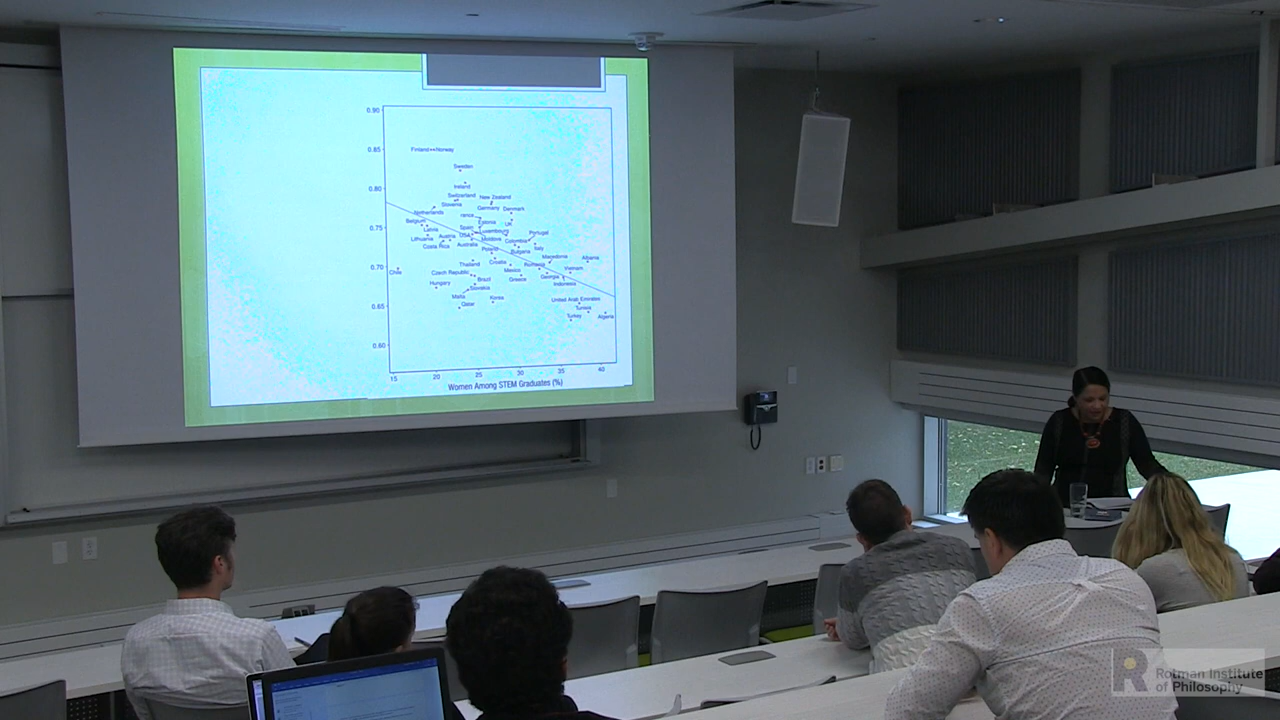 0.90
0.85
0.80
0.75
0.70
0.65
0.60
Finland Norway
Sweden
Ireland
Switzerland
New Zealand
Slovenia
Germany
Denmark
Netherlands
Belgium
Estonia
UK
Latvia
Spain
Luxembourg
Portugal
Lithuania
Austria
USA
Moldova
Colombia
Costa Rica
Australia
Italy
Poland
Bulgaria
Macedonia
Albania
Thailand
Croatia
Romania
Vietnam
Chile
Czech Republic
Mexico
Georgia
Hungary
Brazil
Greece
Indonesia
Slovakia
Malta
Korea
United Arab Emirates
Qatar
Tunisia
Turkey
Algeria
15
20
25
30
35
40
Women Among STEM Graduates (%)
R
Rotman Institute
of Philosophy